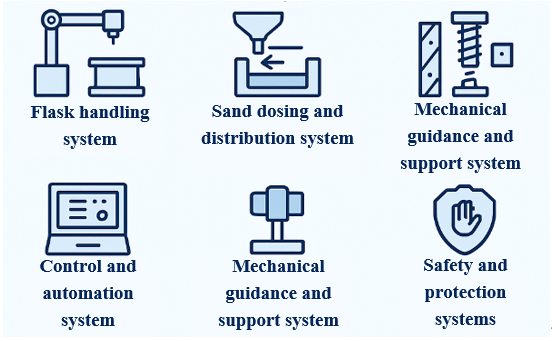 Flask handling
system
Sand dosing and
distribution system
Mechanical
guidance and
support system
Control and
automation
system
Mechanical
guidance and
support system
Safety and
protection
systems